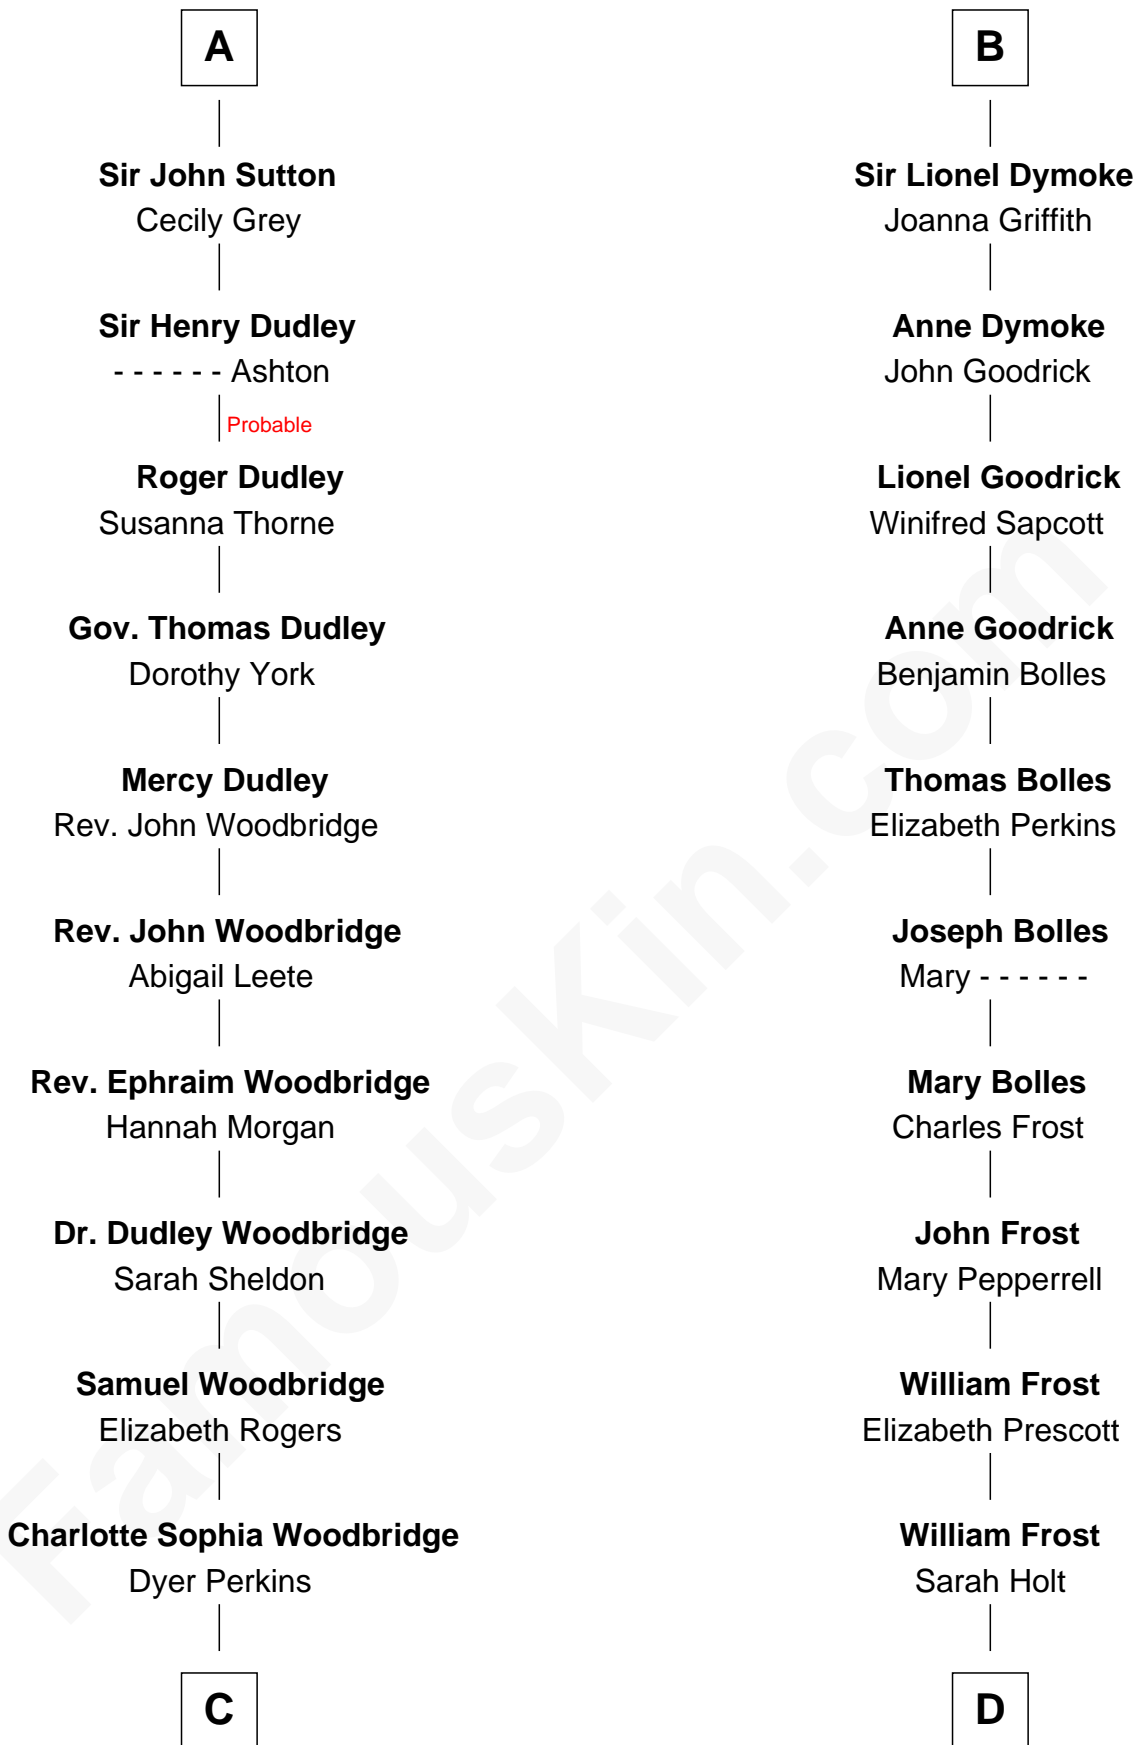 A
Sir John Sutton
Cecily Grey
Sir Henry Dudley
- - - - - - Ashton
Probable
Roger Dudley
Susanna Thorne
Gov. Thomas Dudley
Dorothy York
Mercy Dudley
Rev. John Woodbridge
Rev. John Woodbridge
Abigail Leete
Rev. Ephraim Woodbridge
Hannah Morgan
Dr. Dudley Woodbridge
Sarah Sheldon
Samuel Woodbridge
Elizabeth Rogers
Charlotte Sophia Woodbridge
Dyer Perkins
C
B
Sir Lionel Dymoke
Joanna Griffith
Anne Dymoke
John Goodrick
Lionel Goodrick
Winifred Sapcott
Anne Goodrick
Benjamin Bolles
Thomas Bolles
Elizabeth Perkins
Joseph Bolles
Mary - - - - - -
Mary Bolles
Charles Frost
John Frost
Mary Pepperrell
William Frost
Elizabeth Prescott
William Frost
Sarah Holt
D
FamousKin.com